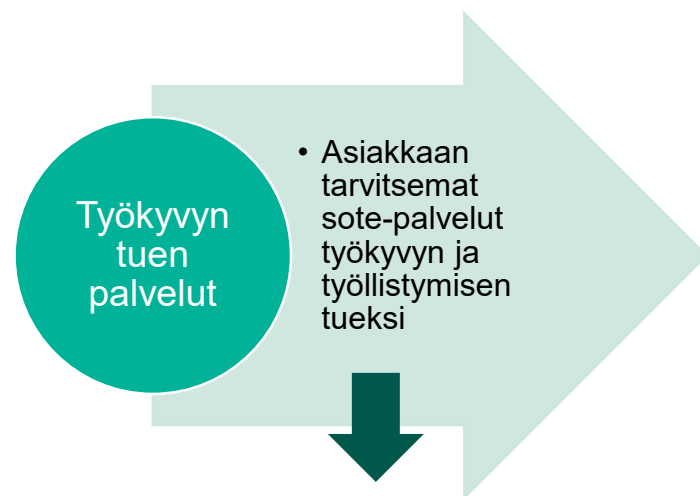 Työkyvyn
tuen
palvelut
• Asiakkaan
tarvitsemat
sote-palvelut
työkyvyn ja
työllistymisen
tueksi